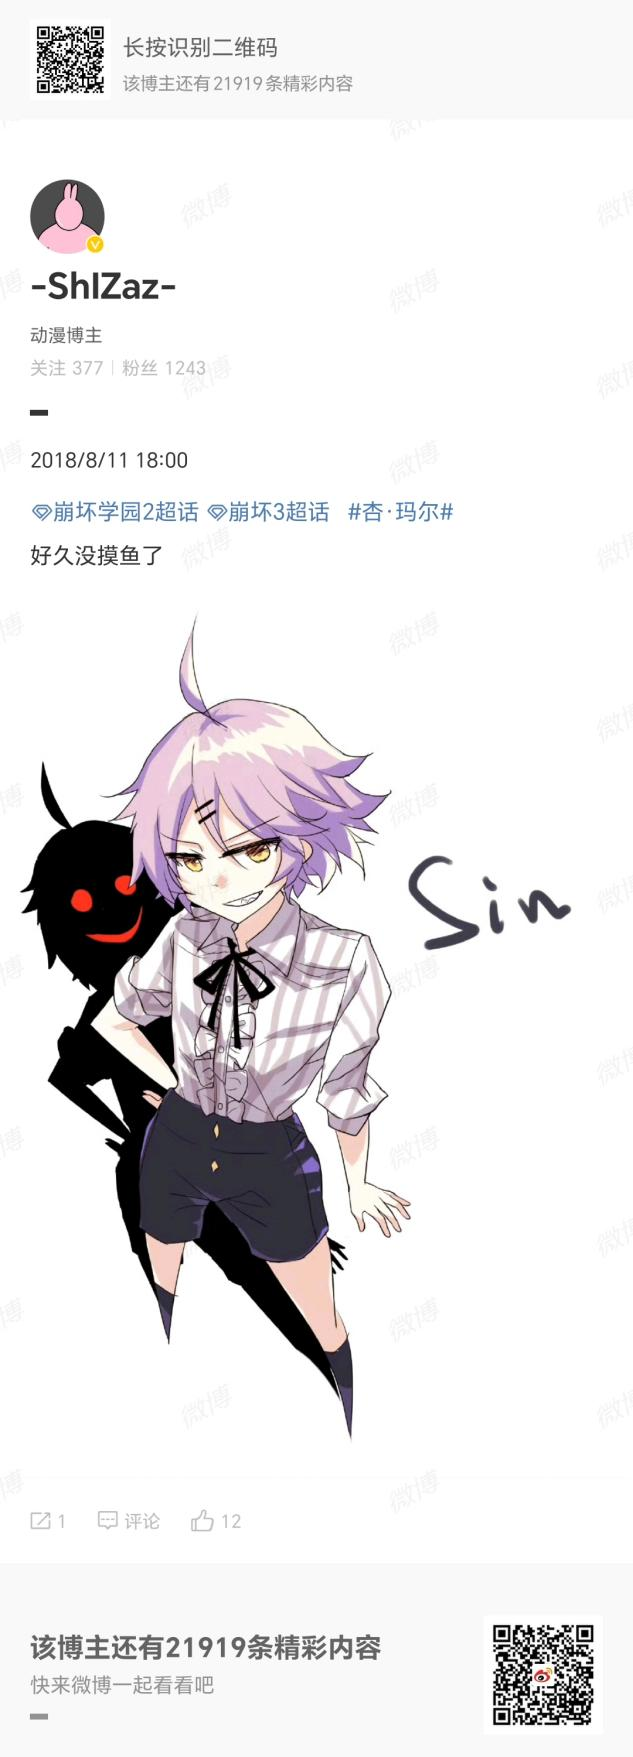 长按识别二维码
该博主还有21919条精彩内容
-ShIZaz-
动漫博主
关注 377 | 粉丝 1243
2018/8/11 18:00
崩坏学园2超话 崩坏3超话 #杏·玛尔#
好久没摸鱼了
Sin
1 评论 12
该博主还有21919条精彩内容
快来微博一起看看吧
微博